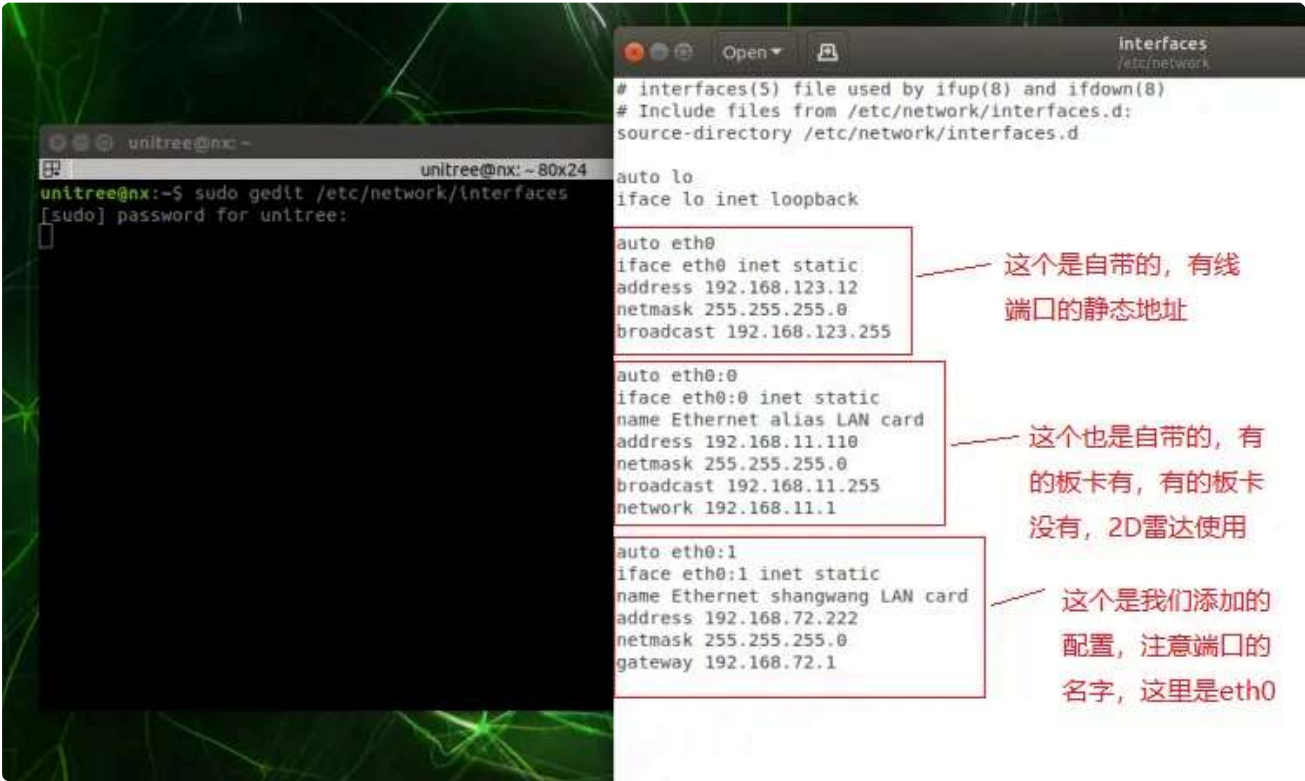 unitree@nx: ~
unitree@nx: ~ 80x24
unitree@nx:~$ sudo gedit /etc/network/interfaces
[sudo] password for unitree:
Open
interfaces
/etc/network
# interfaces(5) file used by ifup(8) and ifdown(8)
# Include files from /etc/network/interfaces.d:
source-directory /etc/network/interfaces.d
auto lo
iface lo inet loopback
auto eth0
iface eth0 inet static
address 192.168.123.12
netmask 255.255.255.0
broadcast 192.168.123.255
这个是自带的，有线
端口的静态地址
auto eth0:0
iface eth0:0 inet static
name Ethernet alias LAN card
address 192.168.11.110
netmask 255.255.255.0
broadcast 192.168.11.255
network 192.168.11.1
这个也是自带的，有
的板卡有，有的板卡
没有，2D雷达使用
auto eth0:1
iface eth0:1 inet static
name Ethernet shangwang LAN card
address 192.168.72.222
netmask 255.255.255.0
gateway 192.168.72.1
这个是我们添加的
配置，注意端口的
名字，这里是eth0